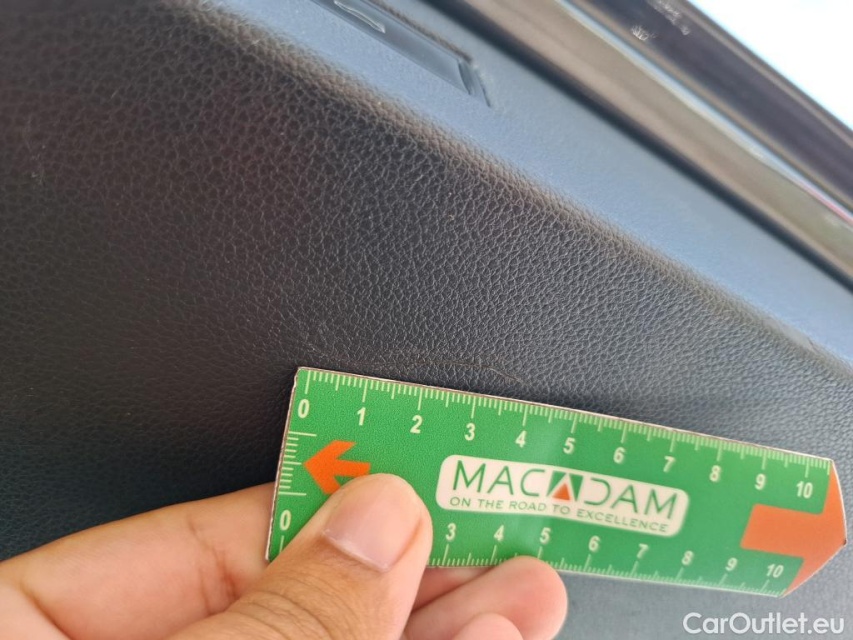 0 1 2 3 4 5 6 7 8 9 10
MACADAM
ON THE ROAD TO EXCELLENCE
0 3 4 5 6 7 8 9 10
CarOutlet.eu